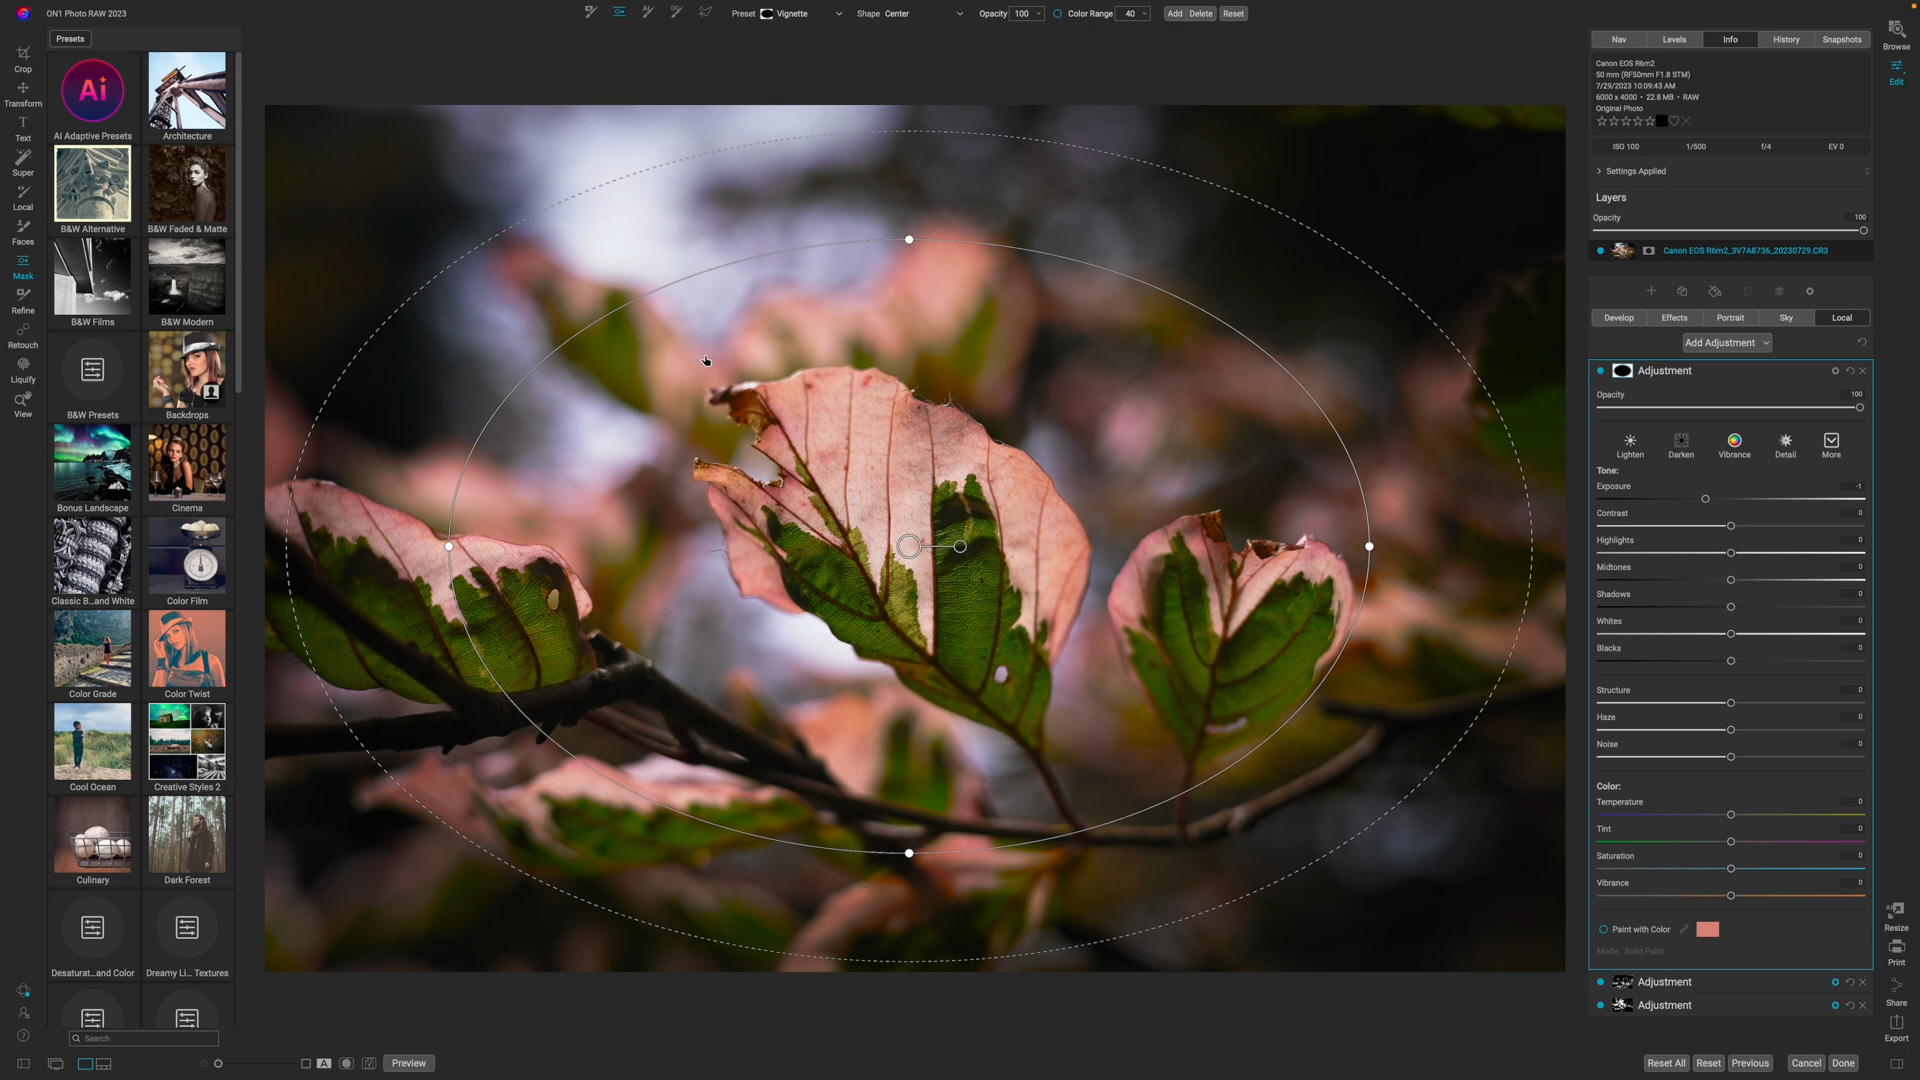 ON1 Photo RAW 2023
Preset Vignette Shape Center Opacity 100 Color Range 40 Add Delete Reset
Presets
Crop
Transform
Text
Super
Local
Faces
Mask
Refine
Retouch
Liquify
View
Ai
AI Adaptive Presets
Architecture
B&W Alternative
B&W Faded & Matte
B&W Films
B&W Modern
B&W Presets
Backdrops
Bonus Landscape
Cinema
Classic B...and White
Color Film
Color Grade
Color Twist
Cool Ocean
Creative Styles 2
Culinary
Dark Forest
Desaturat...and Color
Dreamy Li... Textures
Search
A
Preview
Nav Levels Info History Snapshots
Canon EOS R6m2
50 mm (RF50mm F1.8 STM)
7/29/2023 10:09:43 AM
6000 x 4000 • 22.8 MB • RAW
Original Photo
ISO 100 1/500 f/4 EV 0
Settings Applied
Layers
Opacity 100
Canon EOS R6m2_3V7A8736_20230729.CR3
Develop Effects Portrait Sky Local
Add Adjustment
Adjustment
Opacity 100
Lighten Darken Vibrance Detail More
Tone:
Exposure -1
Contrast 0
Highlights 0
Midtones 0
Shadows 0
Whites 0
Blacks 0
Structure 0
Haze 0
Noise 0
Color:
Temperature 0
Tint 0
Saturation 0
Vibrance 0
Paint with Color
Mode: Solid Paint
Adjustment
Adjustment
Reset All Reset Previous Cancel Done
Browse
Edit
AI
Resize
Print
Share
Export